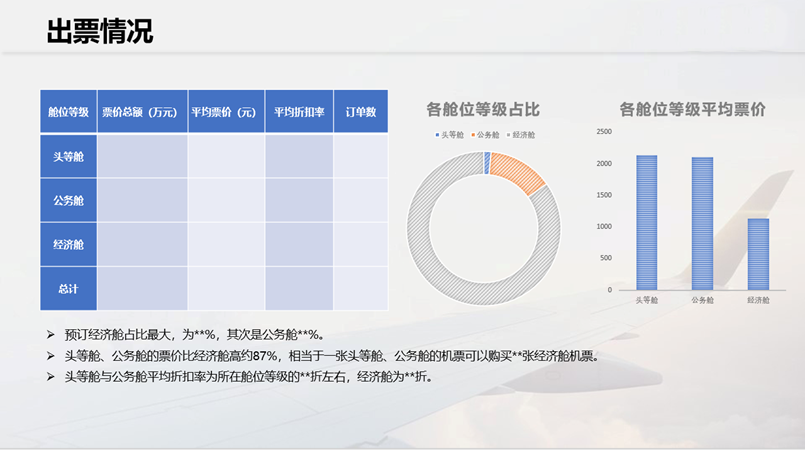 出票情况
舱位等级 票价总额（万元） 平均票价（元） 平均折扣率 订单数
头等舱
公务舱
经济舱
总计
各舱位等级占比
头等舱 公务舱 经济舱
各舱位等级平均票价
2500
2000
1500
1000
500
0
头等舱 公务舱 经济舱
➢ 预订经济舱占比最大，为**%，其次是公务舱**%。
➢ 头等舱、公务舱的票价比经济舱高约87%，相当于一张头等舱、公务舱的机票可以购买**张经济舱机票。
➢ 头等舱与公务舱平均折扣率为所在舱位等级的**折左右，经济舱为**折。